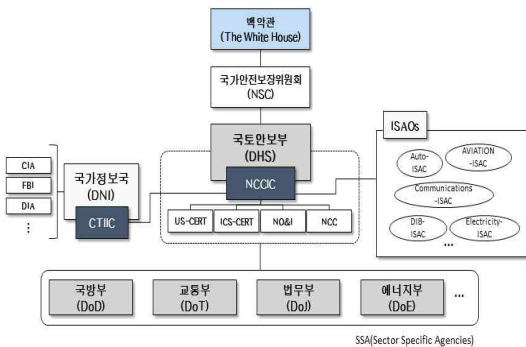 백악관
(The White House)
국가안전보장위원회
(NSC)
국토안보부
(DHS)
NCCIC
US-CERT
ICS-CERT
NO&I
NCC
CIA
FBI
DIA
⋮
국가정보국
(DNI)
CTIIC
ISAOs
Auto-
ISAC
AVIATION
-ISAC
Communications
-ISAC
DIB-
ISAC
Electricity-
ISAC
...
국방부
(DoD)
교통부
(DoT)
법무부
(DoJ)
에너지부
(DoE)
...
SSA(Sector Specific Agencies)